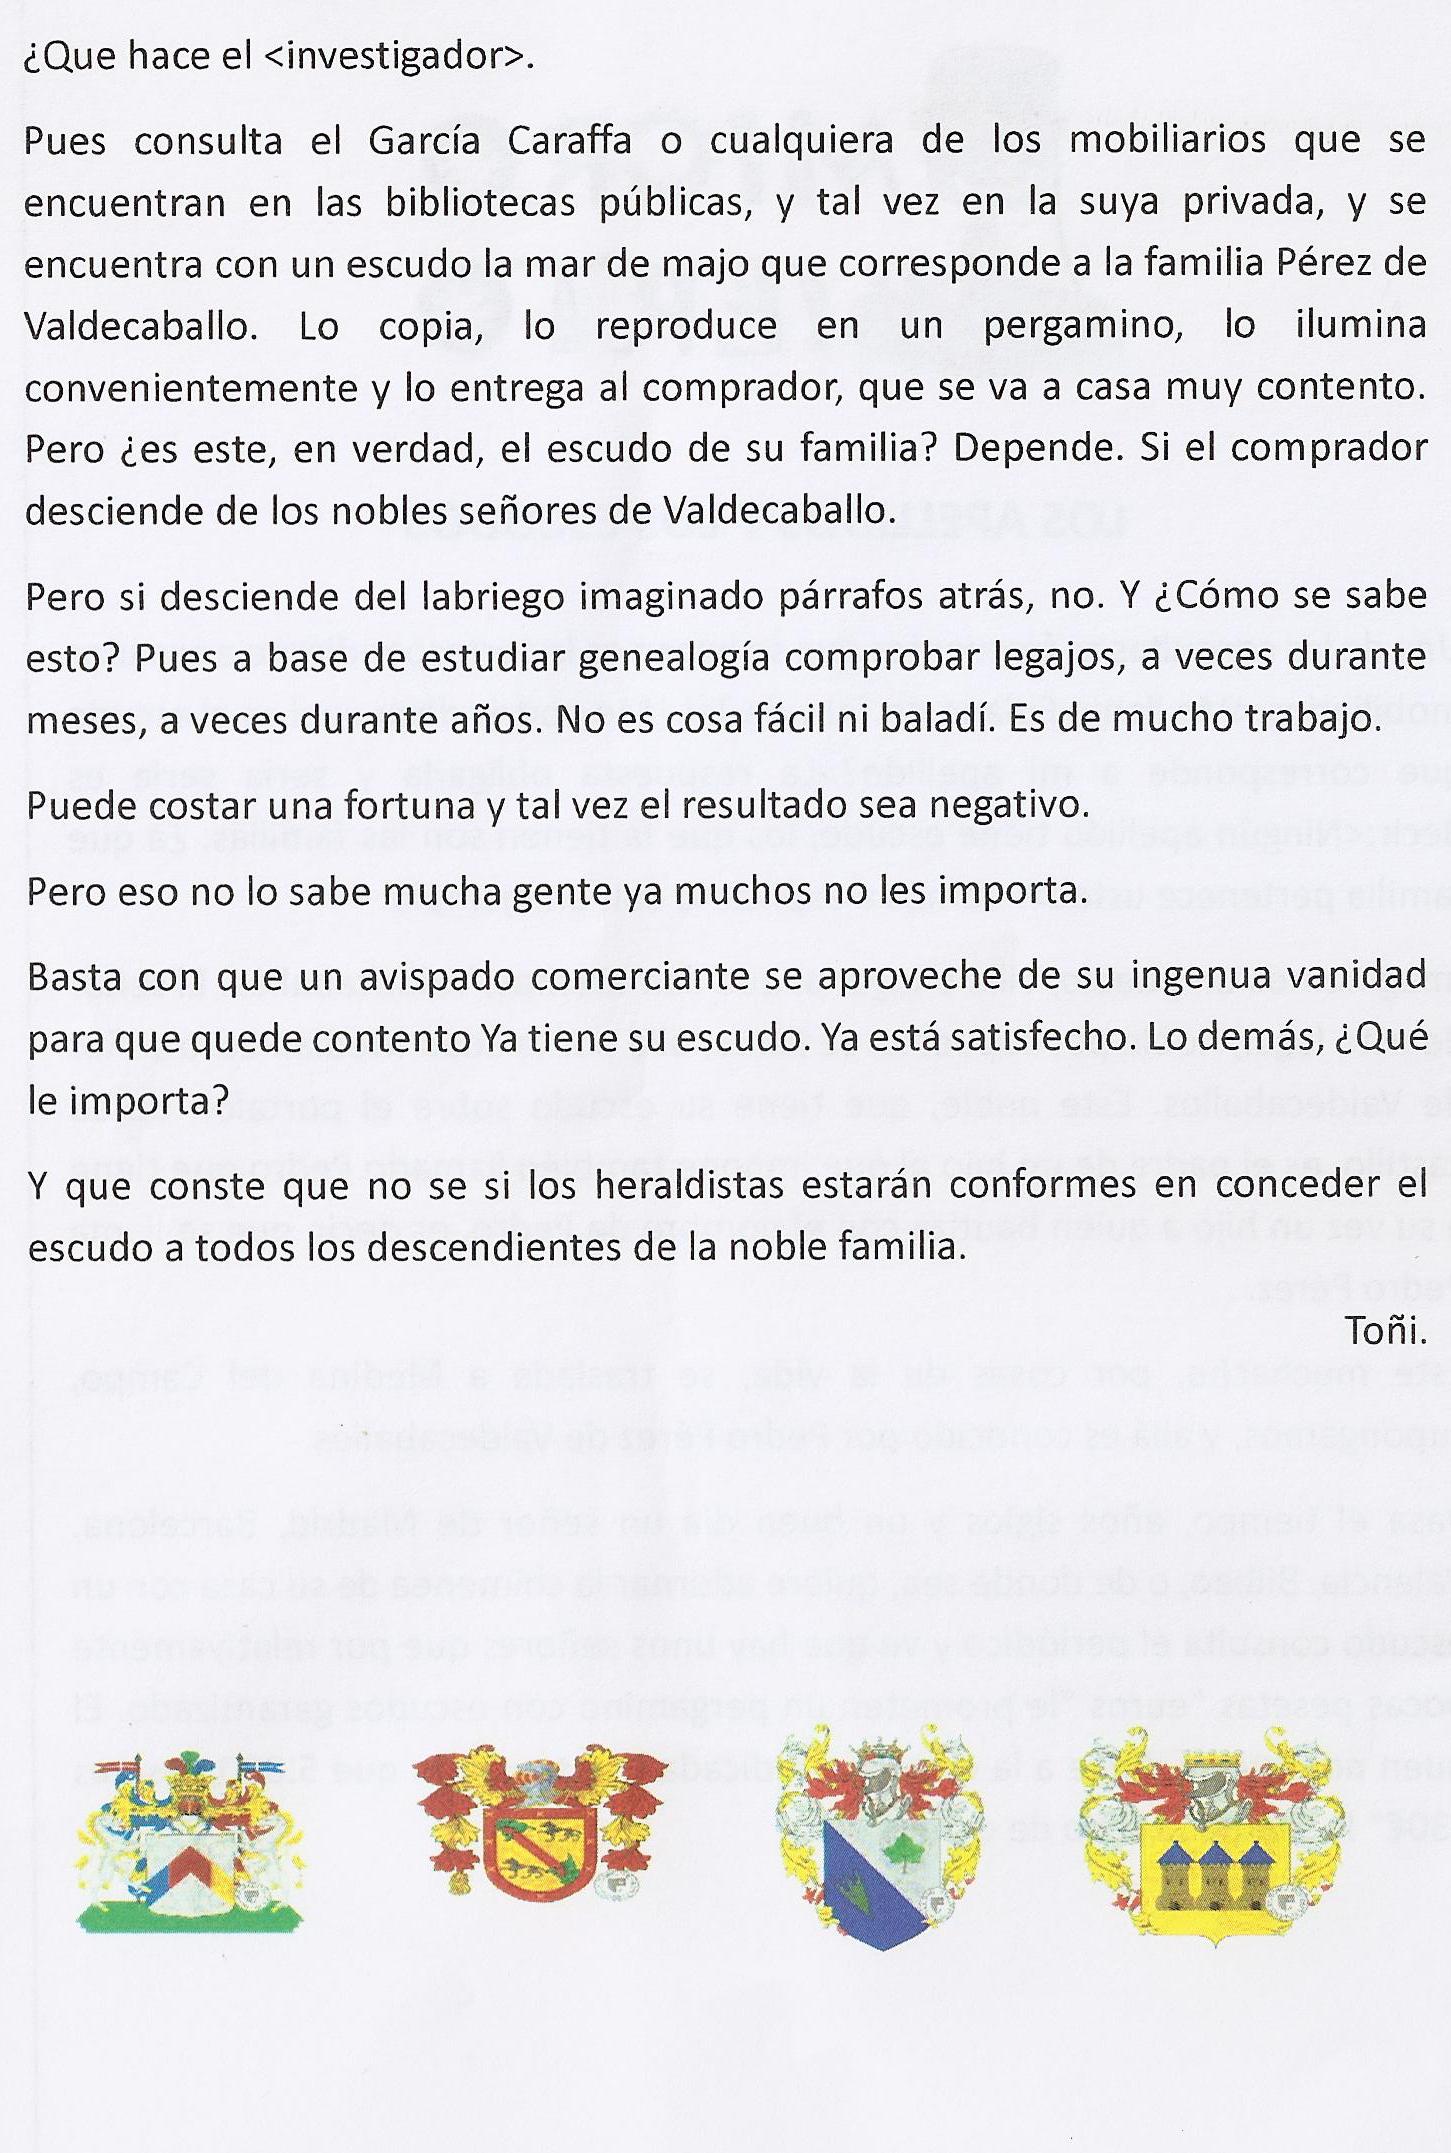 ¿Que hace el <investigador>.
Pues consulta el García Caraffa o cualquiera de los mobiliarios que se
encuentran en las bibliotecas públicas, y tal vez en la suya privada, y se
encuentra con un escudo la mar de majo que corresponde a la familia Pérez de
Valdecaballo. Lo copia, lo reproduce en un pergamino, lo ilumina
convenientemente y lo entrega al comprador, que se va a casa muy contento.
Pero ¿es este, en verdad, el escudo de su familia? Depende. Si el comprador
desciende de los nobles señores de Valdecaballo.
Pero si desciende del labriego imaginado párrafos atrás, no. Y ¿Cómo se sabe
esto? Pues a base de estudiar genealogía comprobar legajos, a veces durante
meses, a veces durante años. No es cosa fácil ni baladí. Es de mucho trabajo.
Puede costar una fortuna y tal vez el resultado sea negativo.
Pero eso no lo sabe mucha gente ya muchos no les importa.
Basta con que un avispado comerciante se aproveche de su ingenua vanidad
para que quede contento Ya tiene su escudo. Ya está satisfecho. Lo demás, ¿Qué
le importa?
Y que conste que no se si los heraldistas estarán conformes en conceder el
escudo a todos los descendientes de la noble familia.
Toñi.